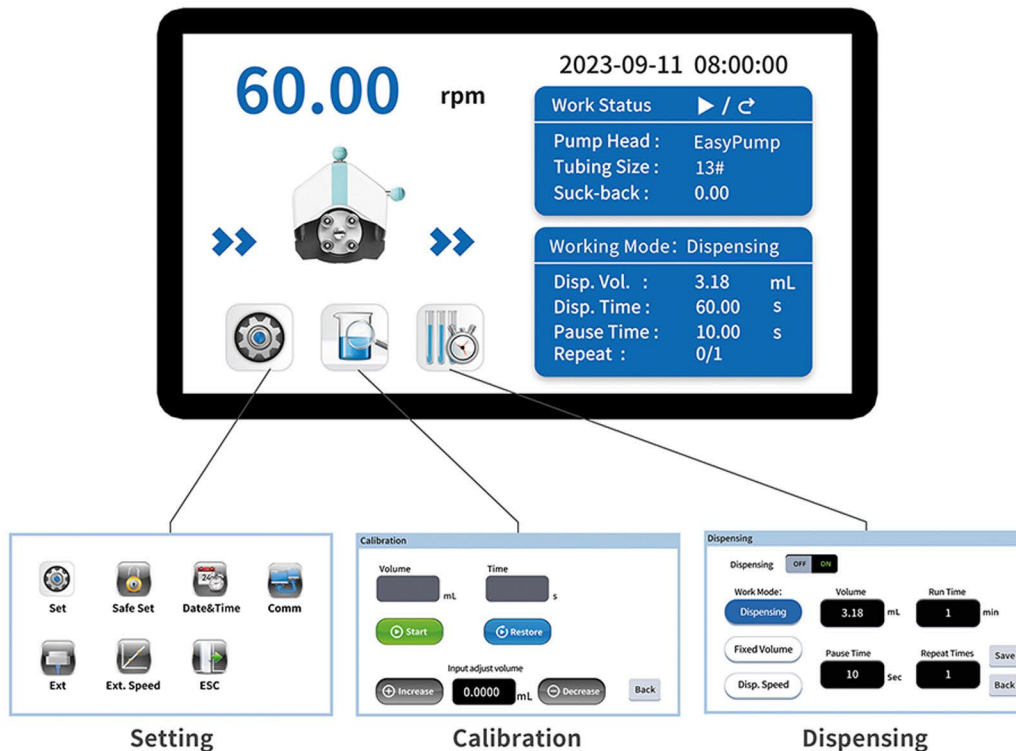 60.00 rpm
2023-09-11 08:00:00
Work Status
Pump Head : EasyPump
Tubing Size : 13#
Suck-back : 0.00
Working Mode: Dispensing
Disp. Vol. : 3.18 mL
Disp. Time : 60.00 s
Pause Time : 10.00 s
Repeat : 0/1
Set Safe Set Date&Time Comm
Ext Ext. Speed ESC
Setting
Calibration
Volume Time
mL s
Start Restore
Input adjust volume
Increase 0.0000 mL Decrease Back
Calibration
Dispensing
Dispensing OFF ON
Work Mode: Volume Run Time
Dispensing 3.18 mL 1 min
Fixed Volume Pause Time Repeat Times Save
Disp. Speed 10 Sec 1 Back
Dispensing